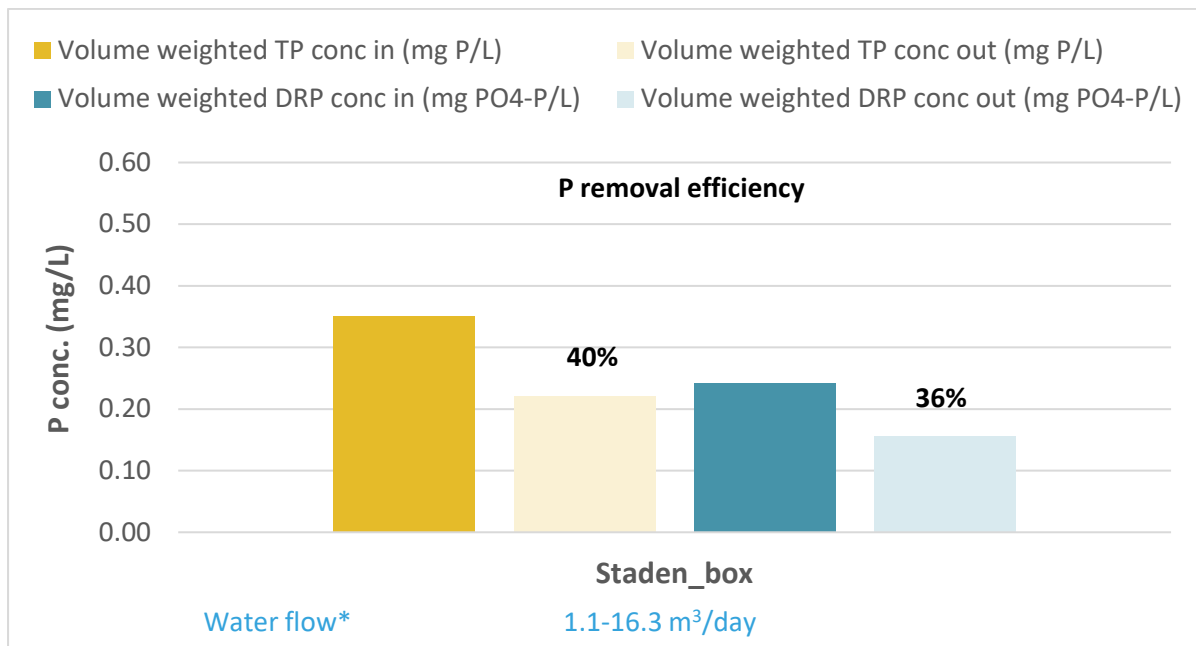 Volume weighted TP conc in (mg P/L) Volume weighted TP conc out (mg P/L)
Volume weighted DRP conc in (mg PO4-P/L) Volume weighted DRP conc out (mg PO4-P/L)
P removal efficiency
P conc. (mg/L)
0.60
0.50
0.40
0.30
0.20
0.10
0.00
40%
36%
Staden_box
Water flow* 1.1-16.3 m³/day